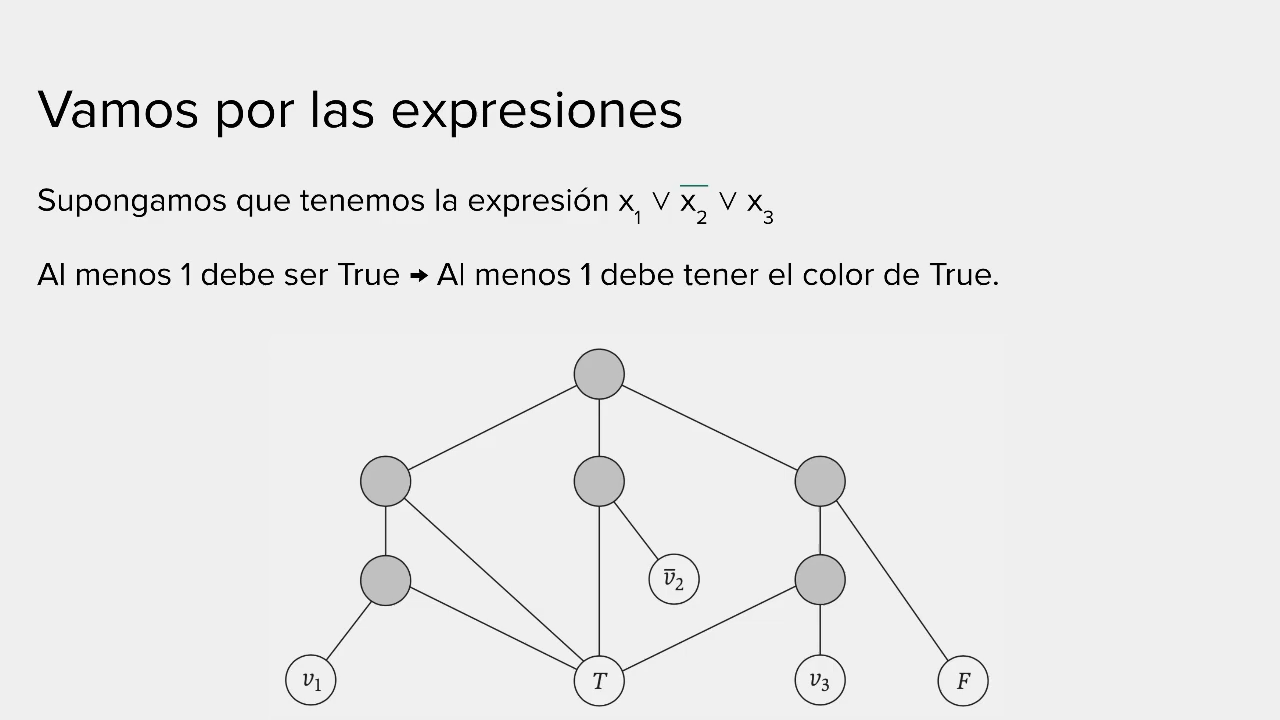 Vamos por las expresiones
Supongamos que tenemos la expresión x₁ ∨ x̅₂ ∨ x₃
Al menos 1 debe ser True → Al menos 1 debe tener el color de True.
v̅₂
v₁ T v₃ F